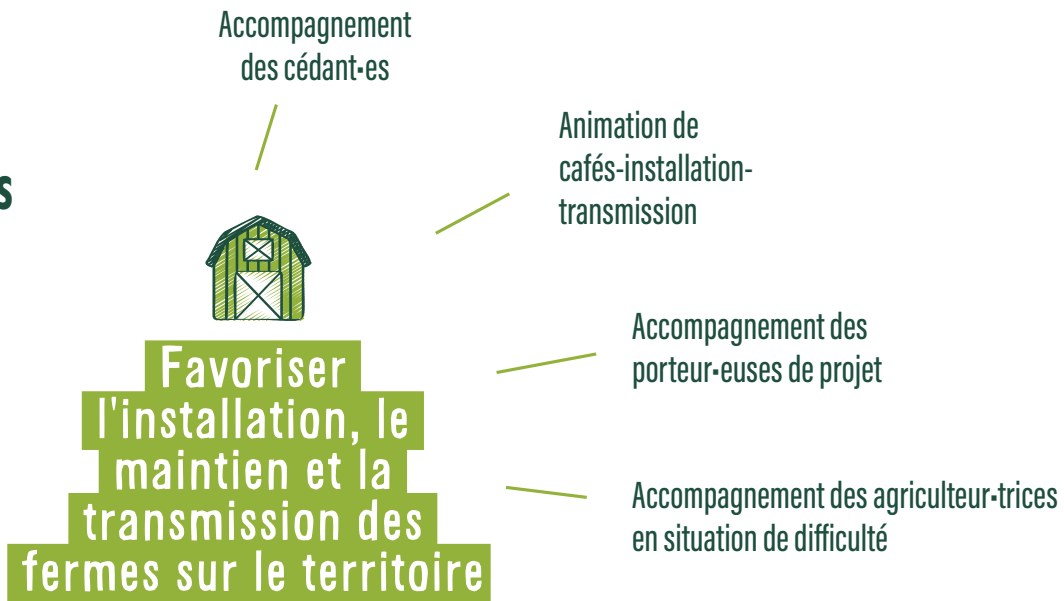 Accompagnement
des cédant·es
Animation de
cafés-installation-
transmission
s
Favoriser
l'installation, le
maintien et la
transmission des
fermes sur le territoire
Accompagnement des
porteur·euses de projet
Accompagnement des agriculteur·trices
en situation de difficulté